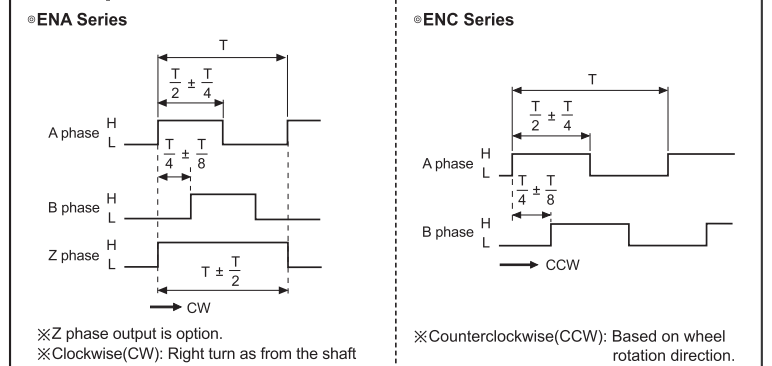 ◎ENA Series
T
T/2 ± T/4
A phase H L
T/4 ± T/8
B phase H L
Z phase H L
T ± T/2
CW
※Z phase output is option.
※Clockwise(CW): Right turn as from the shaft
◎ENC Series
T
T/2 ± T/4
A phase H L
T/4 ± T/8
B phase H L
CCW
※Counterclockwise(CCW): Based on wheel
rotation direction.